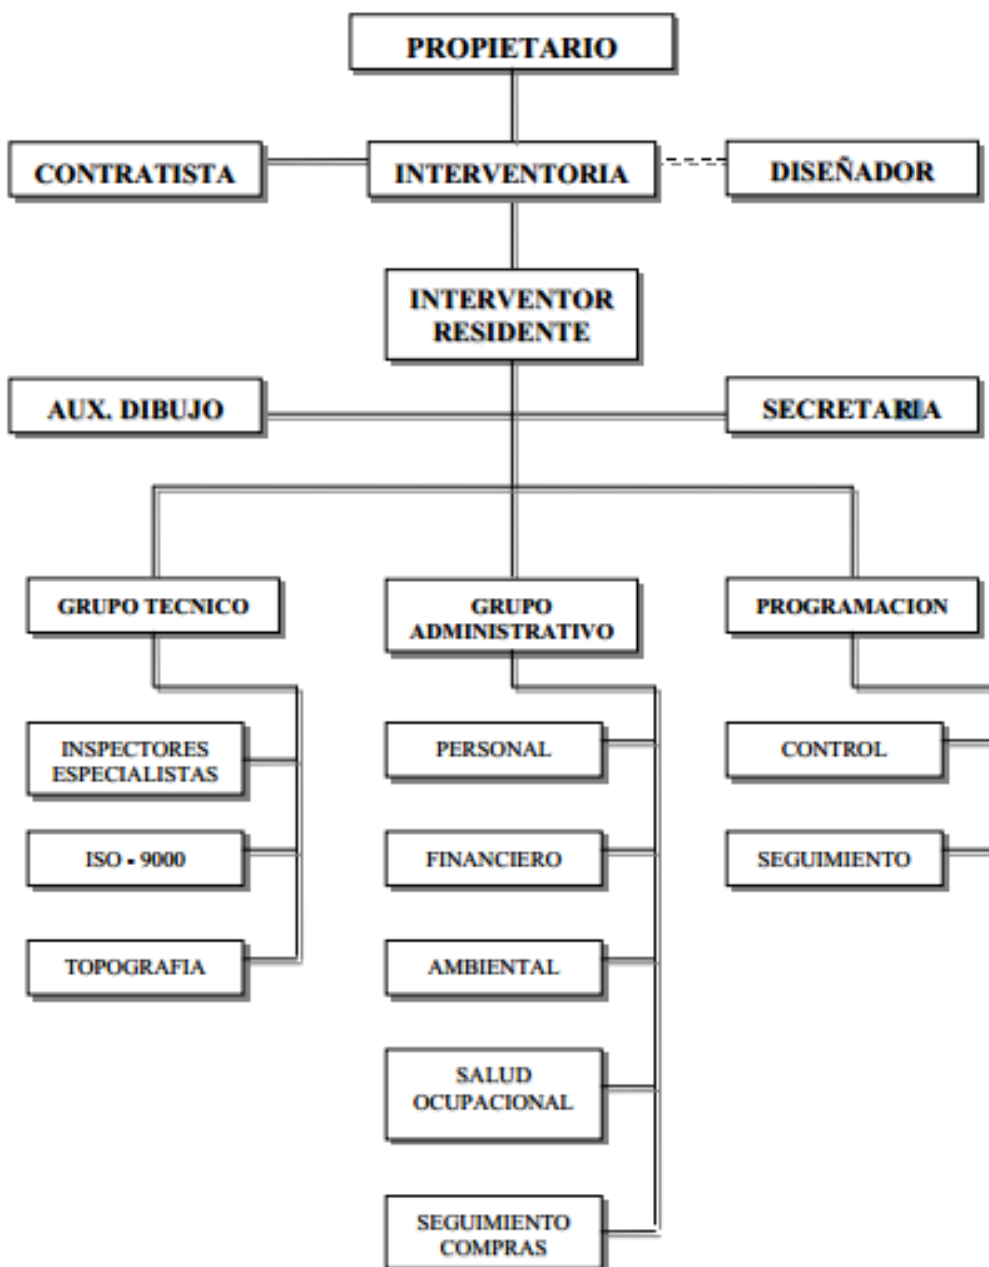 PROPIETARIO
CONTRATISTA
INTERVENTORIA
DISEÑADOR
INTERVENTOR
RESIDENTE
AUX. DIBUJO
SECRETARIA
GRUPO TECNICO
GRUPO
ADMINISTRATIVO
PROGRAMACION
INSPECTORES
ESPECIALISTAS
PERSONAL
CONTROL
ISO - 9000
FINANCIERO
SEGUIMIENTO
TOPOGRAFIA
AMBIENTAL
SALUD
OCUPACIONAL
SEGUIMIENTO
COMPRAS